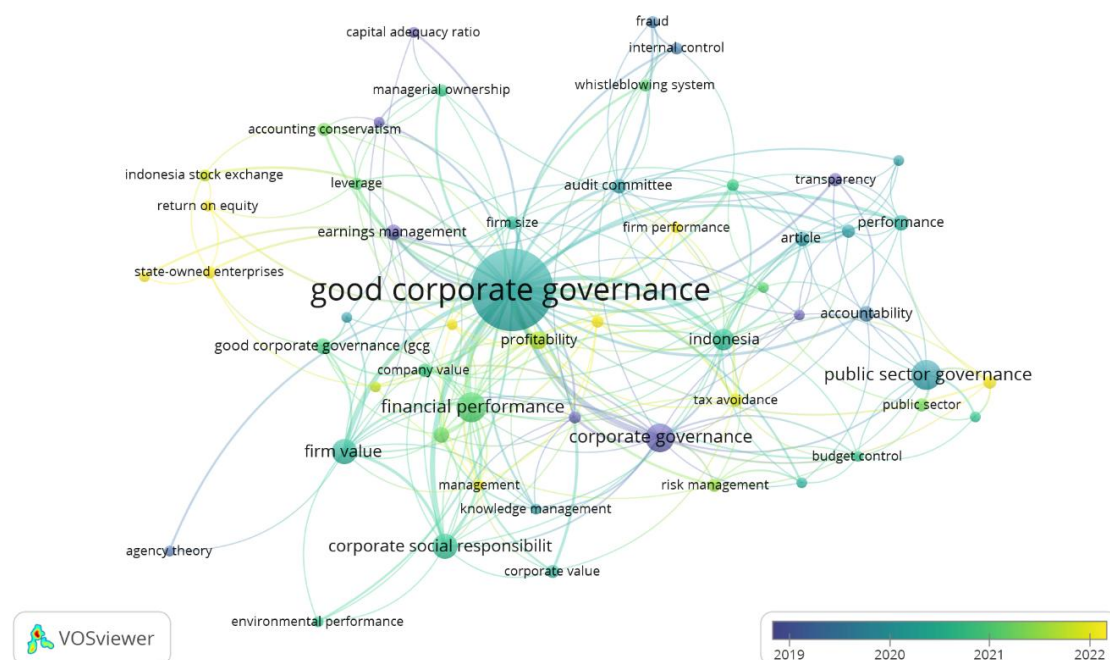 fraud
capital adequacy ratio
internal control
whistleblowing system
managerial ownership
accounting conservatism
indonesia stock exchange
leverage
audit committee
transparency
return on equity
firm size
firm performance
performance
earnings management
article
state-owned enterprises
good corporate governance
accountability
profitability
indonesia
good corporate governance (gcg
company value
public sector governance
tax avoidance
public sector
financial performance
corporate governance
firm value
budget control
management
risk management
knowledge management
corporate social responsibilit
agency theory
corporate value
environmental performance
VOSviewer
2019 2020 2021 2022